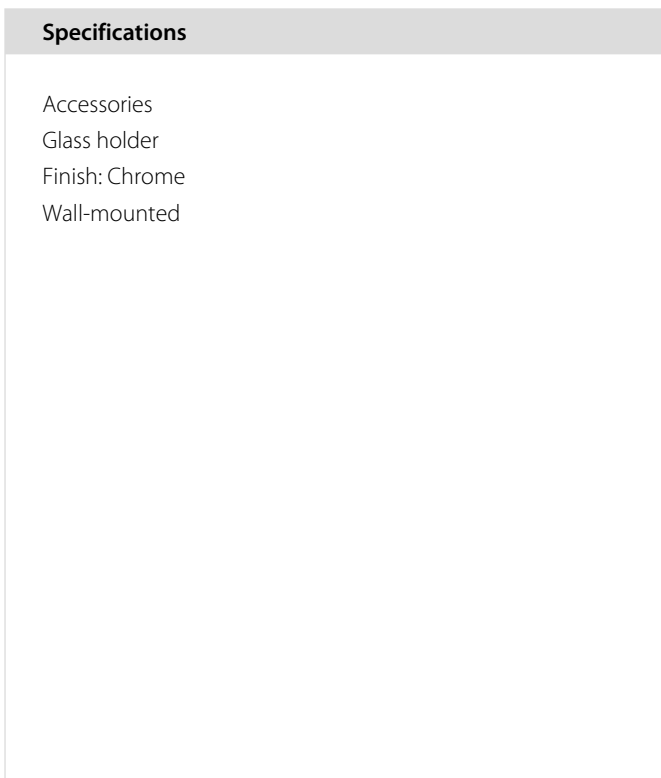 Specifications
Accessories
Glass holder
Finish: Chrome
Wall-mounted